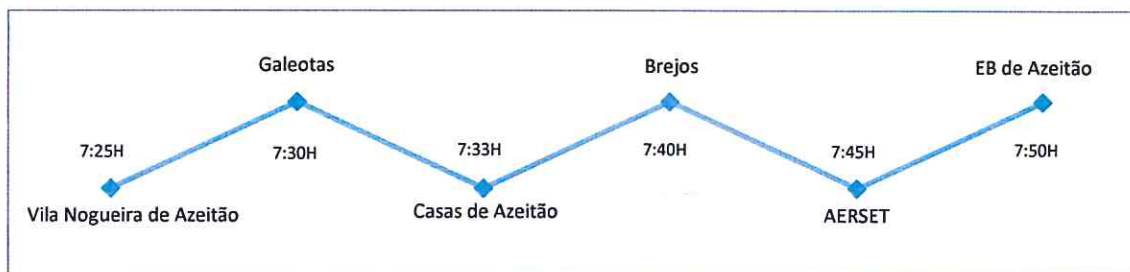 Galeotas
Brejos
EB de Azeitão
7:25H
7:30H
7:33H
7:40H
7:45H
7:50H
Vila Nogueira de Azeitão
Casas de Azeitão
AERSET